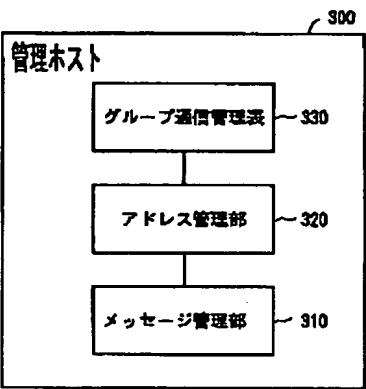 300
管理ホスト
グループ通信管理表 330
アドレス管理部 320
メッセージ管理部 310